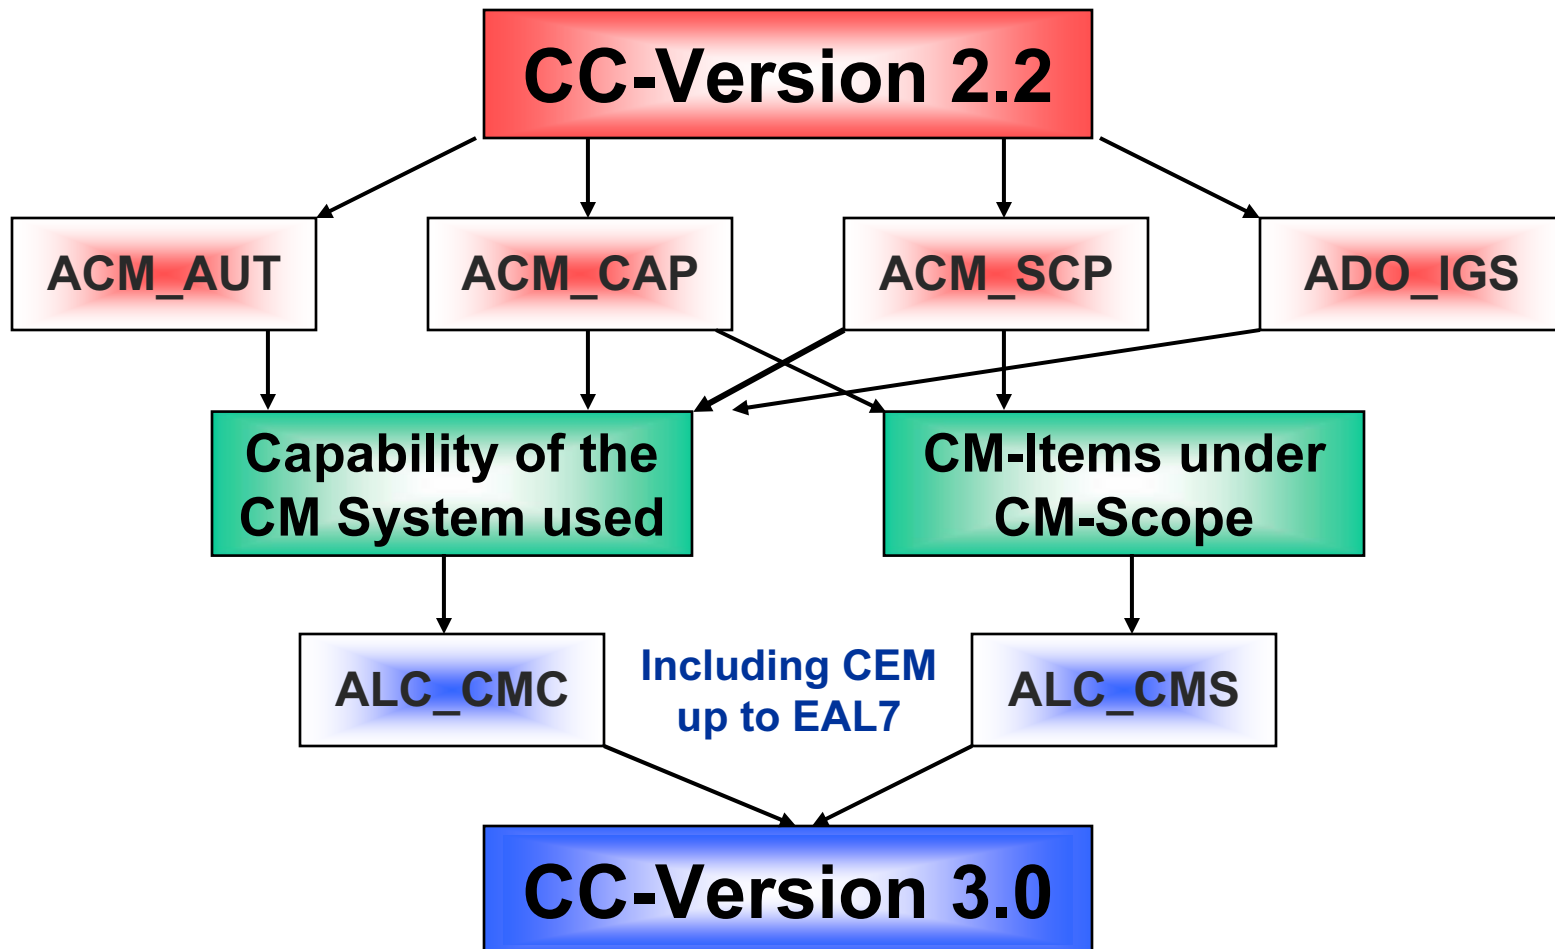 CC-Version 2.2
ACM_AUT
ACM_CAP
ACM_SCP
ADO_IGS
Capability of the
CM System used
CM-Items under
CM-Scope
ALC_CMC
Including CEM
up to EAL7
ALC_CMS
CC-Version 3.0